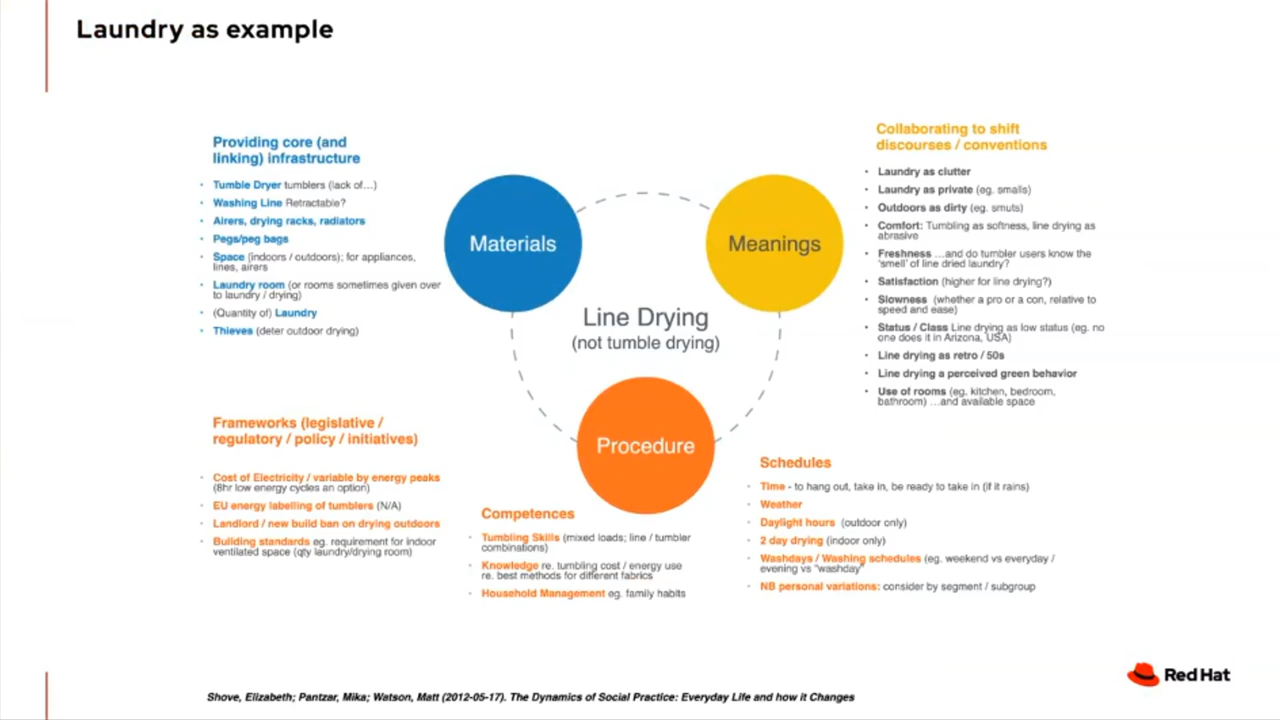 Laundry as example
Providing core (and
linking) infrastructure
• Tumble Dryer tumblers (lack of...)
• Washing Line Retractable?
• Airers, drying racks, radiators
• Pegs/peg bags
• Space (indoors / outdoors); for appliances,
lines, airers
• Laundry room (or rooms sometimes given over
to laundry / drying)
• (Quantity of) Laundry
• Thieves (deter outdoor drying)
Materials
Meanings
Line Drying
(not tumble drying)
Procedure
Collaborating to shift
discourses / conventions
• Laundry as clutter
• Laundry as private (eg. smalls)
• Outdoors as dirty (eg. smuts)
• Comfort: Tumbling as softness, line drying as
abrasive
• Freshness ...and do tumbler users know the
'smell' of line dried laundry?
• Satisfaction (higher for line drying?)
• Slowness (whether a pro or a con, relative to
speed and ease)
• Status / Class Line drying as low status (eg. no
one does it in Arizona, USA)
• Line drying as retro / 50s
• Line drying a perceived green behavior
• Use of rooms (eg. kitchen, bedroom,
bathroom) ...and available space
Frameworks (legislative /
regulatory / policy / initiatives)
• Cost of Electricity / variable by energy peaks
(8hr low energy cycles an option)
• EU energy labelling of tumblers (N/A)
• Landlord / new build ban on drying outdoors
• Building standards eg. requirement for indoor
ventilated space (qty laundry/drying room)
Competences
• Tumbling Skills (mixed loads; line / tumbler
combinations)
• Knowledge re. tumbling cost / energy use
re. best methods for different fabrics
• Household Management eg. family habits
Schedules
• Time - to hang out, take in, be ready to take in (if it rains)
• Weather
• Daylight hours (outdoor only)
• 2 day drying (indoor only)
• Washdays / Washing schedules (eg. weekend vs everyday /
evening vs "washday"
• NB personal variations: consider by segment / subgroup
Red Hat
Shove, Elizabeth; Pantzar, Mika; Watson, Matt (2012-05-17). The Dynamics of Social Practice: Everyday Life and how it Changes